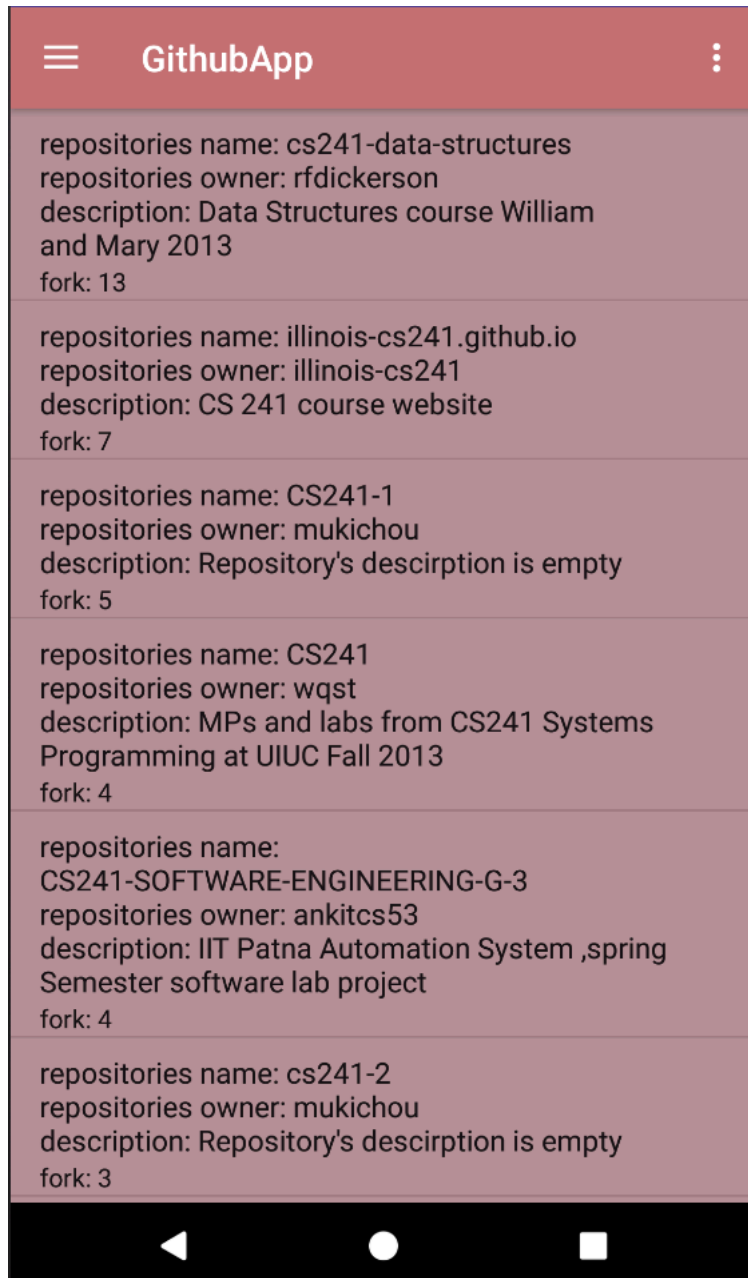 GithubApp
repositories name: cs241-data-structures
repositories owner: rfdickerson
description: Data Structures course William
and Mary 2013
fork: 13
repositories name: illinois-cs241.github.io
repositories owner: illinois-cs241
description: CS 241 course website
fork: 7
repositories name: CS241-1
repositories owner: mukichou
description: Repository's descirption is empty
fork: 5
repositories name: CS241
repositories owner: wqst
description: MPs and labs from CS241 Systems
Programming at UIUC Fall 2013
fork: 4
repositories name:
CS241-SOFTWARE-ENGINEERING-G-3
repositories owner: ankitcs53
description: IIT Patna Automation System ,spring
Semester software lab project
fork: 4
repositories name: cs241-2
repositories owner: mukichou
description: Repository's descirption is empty
fork: 3